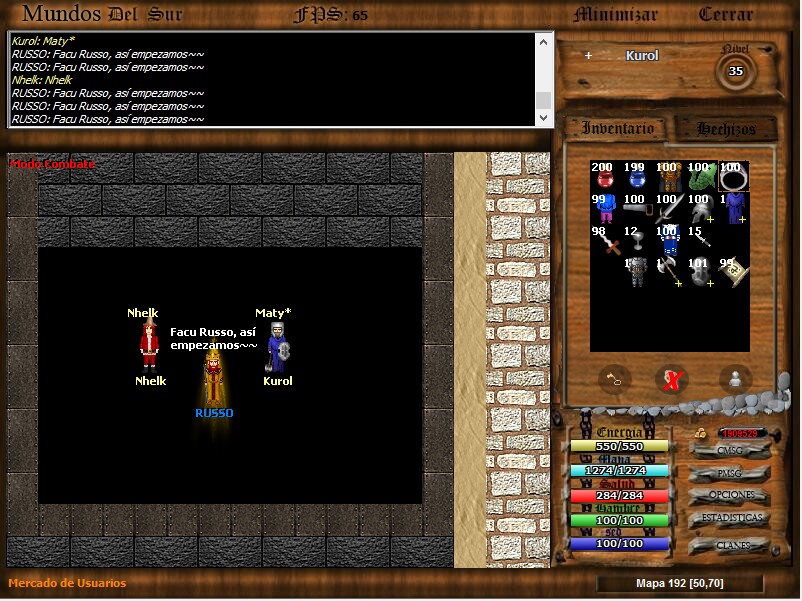 Mundos Del Sur
FPS: 65
Minimizar
Cerrar
Kurol: Maty*
RUSSO: Facu Russo, así empezamos~~
RUSSO: Facu Russo, así empezamos~~
Nhelk: Nhelk
RUSSO: Facu Russo, así empezamos~~
RUSSO: Facu Russo, así empezamos~~
RUSSO: Facu Russo, así empezamos~~
+
Kurol
Nivel
35
Inventario
Hechizos
Modo Combate
200 199 100 100
99 100 100 100 1
98 12 100 15
101 99
Nhelk
Maty*
Facu Russo, así
empezamos~~
Nhelk
Kurol
RUSSO
Energia
550/550
Mana
1274/1274
Salud
284/284
Hambre
100/100
Sed
100/100
CMSG
PMSG
OPCIONES
ESTADISTICAS
CLANES
Mercado de Usuarios
Mapa 192 [50,70]